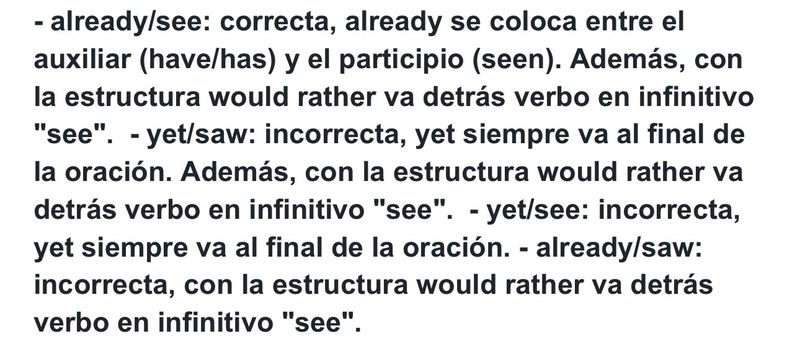 - already/see: correcta, already se coloca entre el
auxiliar (have/has) y el participio (seen). Además, con
la estructura would rather va detrás verbo en infinitivo
"see".  - yet/saw: incorrecta, yet siempre va al final de
la oración. Además, con la estructura would rather va
detrás verbo en infinitivo "see".  - yet/see: incorrecta,
yet siempre va al final de la oración. - already/saw:
incorrecta, con la estructura would rather va detrás
verbo en infinitivo "see".